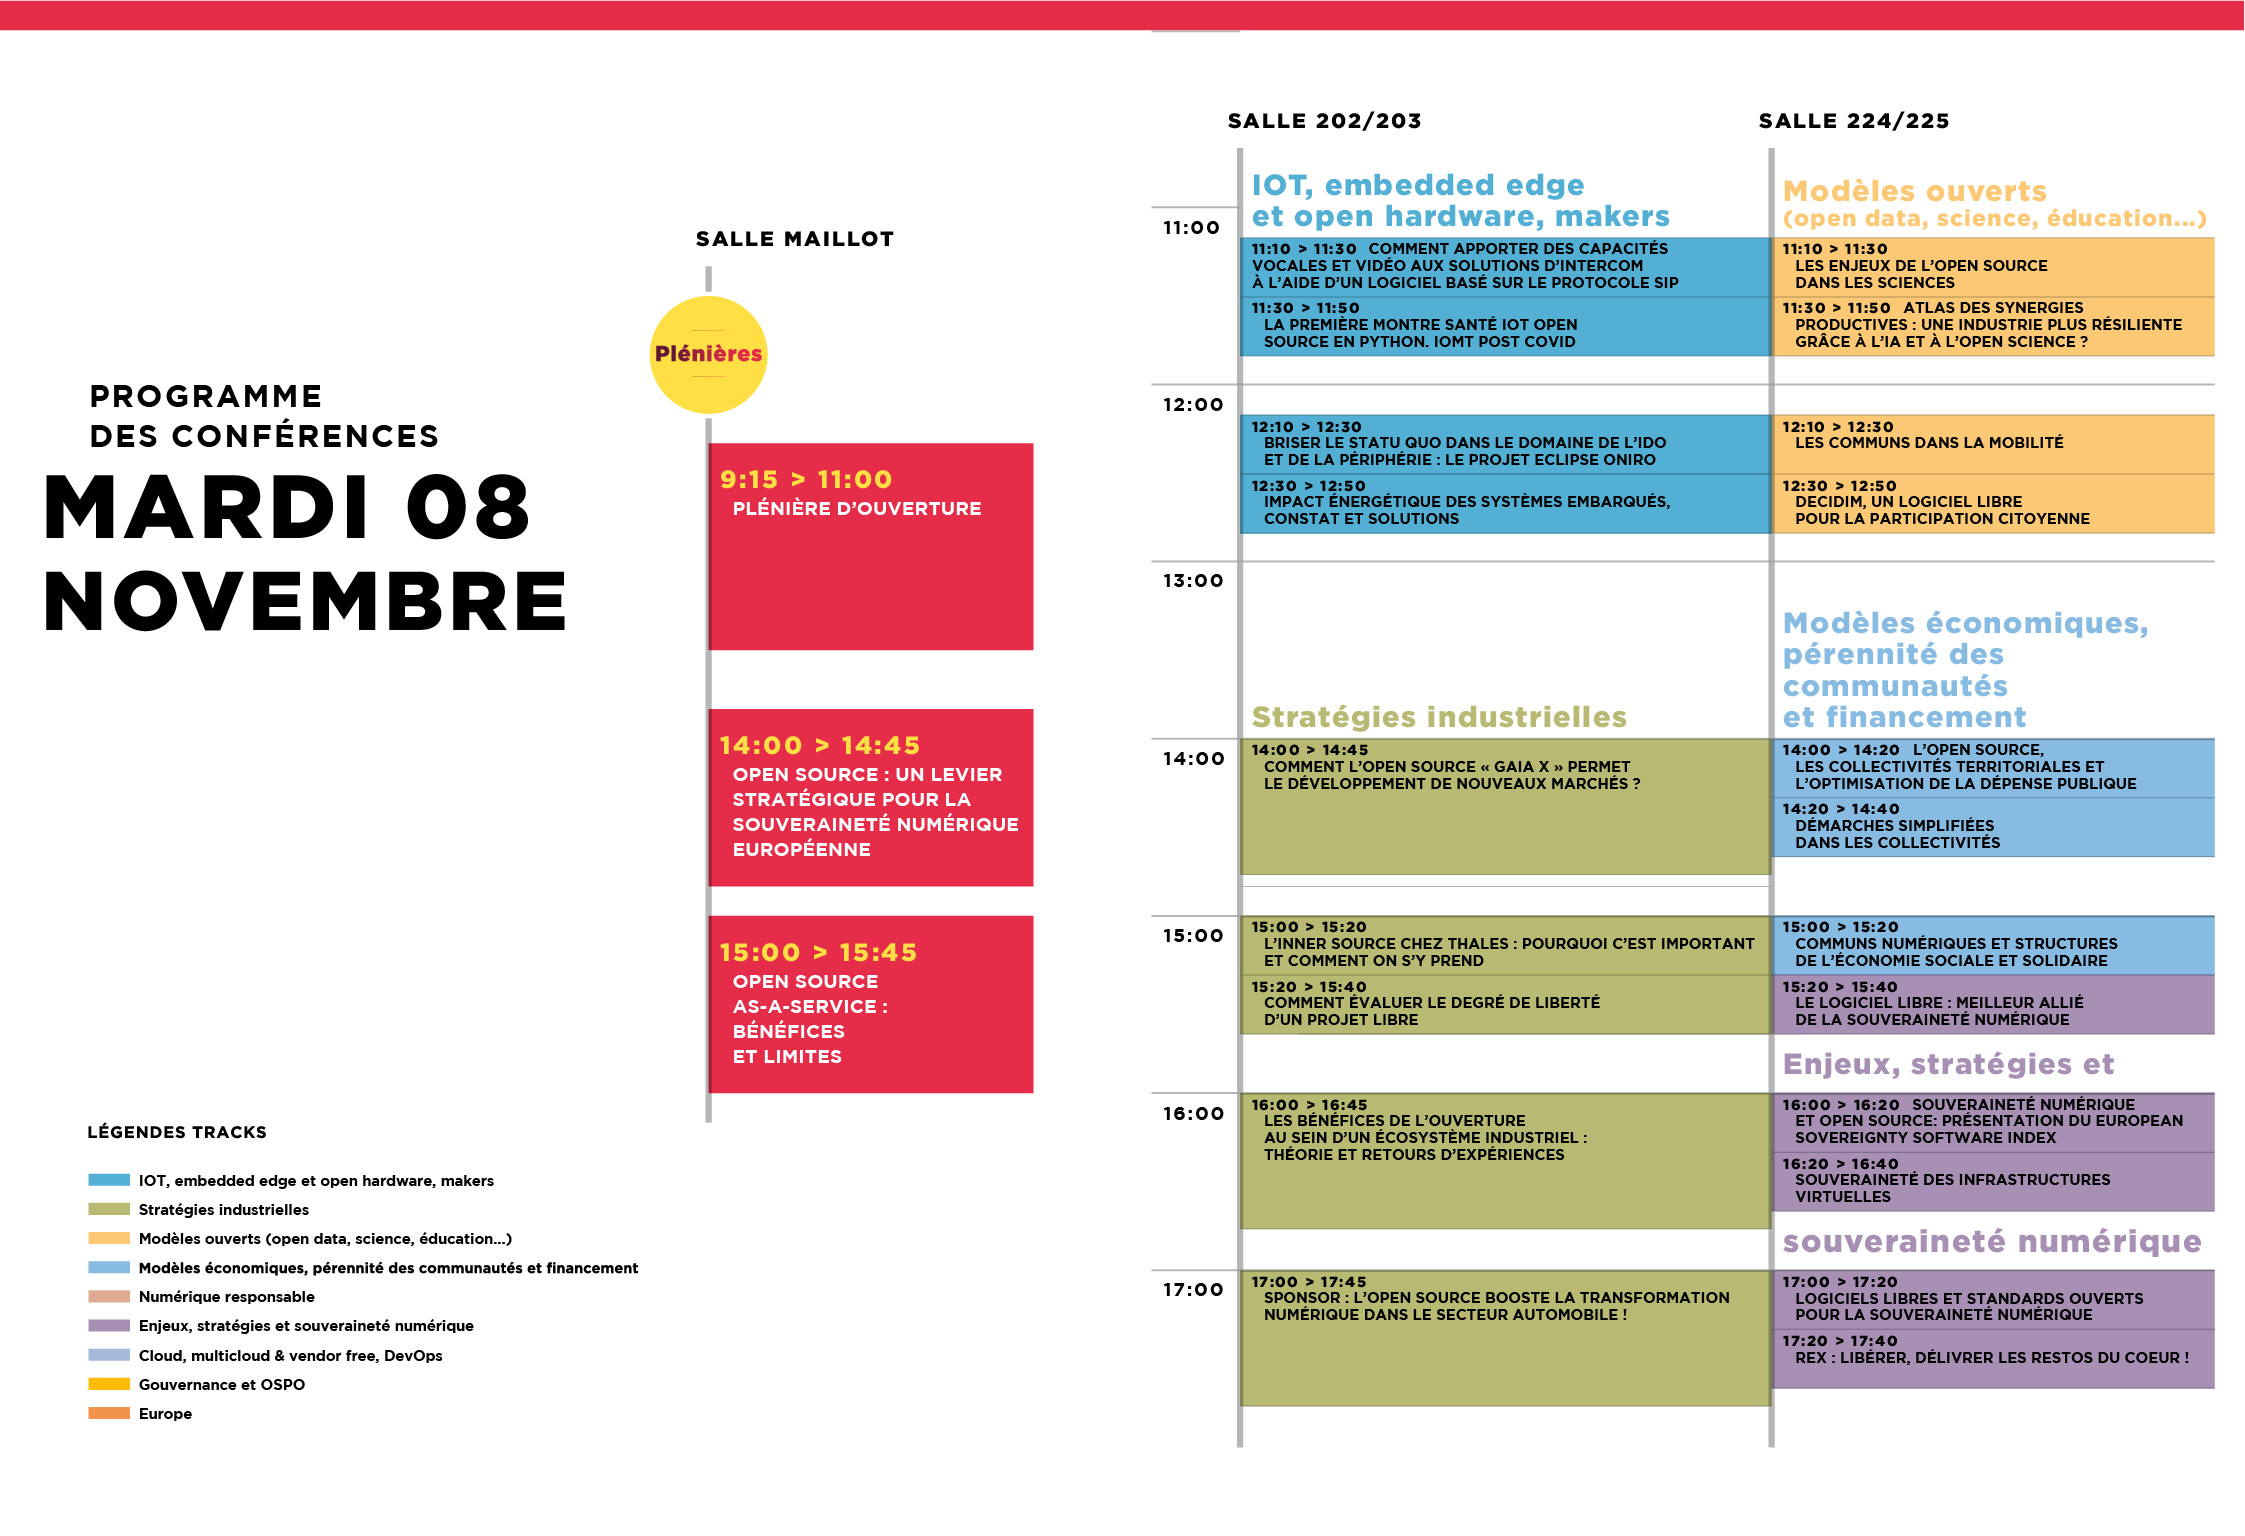 PROGRAMME
DES CONFÉRENCES
MARDI 08
NOVEMBRE
SALLE MAILLOT
Plénières
9:15 > 11:00
PLÉNIÈRE D’OUVERTURE
14:00 > 14:45
OPEN SOURCE : UN LEVIER
STRATÉGIQUE POUR LA
SOUVERAINETÉ NUMÉRIQUE
EUROPÉENNE
15:00 > 15:45
OPEN SOURCE
AS-A-SERVICE :
BÉNÉFICES
ET LIMITES
LÉGENDES TRACKS
IOT, embedded edge et open hardware, makers
Stratégies industrielles
Modèles ouverts (open data, science, éducation...)
Modèles économiques, pérennité des communautés et financement
Numérique responsable
Enjeux, stratégies et souveraineté numérique
Cloud, multicloud & vendor free, DevOps
Gouvernance et OSPO
Europe
11:00
12:00
13:00
14:00
15:00
16:00
17:00
SALLE 202/203
IOT, embedded edge
et open hardware, makers
11:10 > 11:30 COMMENT APPORTER DES CAPACITÉS
VOCALES ET VIDÉO AUX SOLUTIONS D’INTERCOM
À L’AIDE D’UN LOGICIEL BASÉ SUR LE PROTOCOLE SIP
11:30 > 11:50
LA PREMIÈRE MONTRE SANTÉ IOT OPEN
SOURCE EN PYTHON. IOMT POST COVID
12:10 > 12:30
BRISER LE STATU QUO DANS LE DOMAINE DE L’IDO
ET DE LA PÉRIPHÉRIE : LE PROJET ECLIPSE ONIRO
12:30 > 12:50
IMPACT ÉNERGÉTIQUE DES SYSTÈMES EMBARQUÉS,
CONSTAT ET SOLUTIONS
Stratégies industrielles
14:00 > 14:45
COMMENT L’OPEN SOURCE « GAIA X » PERMET
LE DÉVELOPPEMENT DE NOUVEAUX MARCHÉS ?
15:00 > 15:20
L’INNER SOURCE CHEZ THALES : POURQUOI C’EST IMPORTANT
ET COMMENT ON S’Y PREND
15:20 > 15:40
COMMENT ÉVALUER LE DEGRÉ DE LIBERTÉ
D’UN PROJET LIBRE
16:00 > 16:45
LES BÉNÉFICES DE L’OUVERTURE
AU SEIN D’UN ÉCOSYSTÈME INDUSTRIEL :
THÉORIE ET RETOURS D’EXPÉRIENCES
17:00 > 17:45
SPONSOR : L’OPEN SOURCE BOOSTE LA TRANSFORMATION
NUMÉRIQUE DANS LE SECTEUR AUTOMOBILE !
SALLE 224/225
Modèles ouverts
(open data, science, éducation...)
11:10 > 11:30
LES ENJEUX DE L’OPEN SOURCE
DANS LES SCIENCES
11:30 > 11:50 ATLAS DES SYNERGIES
PRODUCTIVES : UNE INDUSTRIE PLUS RÉSILIENTE
GRÂCE À L’IA ET À L’OPEN SCIENCE ?
12:10 > 12:30
LES COMMUNS DANS LA MOBILITÉ
12:30 > 12:50
DECIDIM, UN LOGICIEL LIBRE
POUR LA PARTICIPATION CITOYENNE
Modèles économiques,
pérennité des
communautés
et financement
14:00 > 14:20 L’OPEN SOURCE,
LES COLLECTIVITÉS TERRITORIALES ET
L’OPTIMISATION DE LA DÉPENSE PUBLIQUE
14:20 > 14:40
DÉMARCHES SIMPLIFIÉES
DANS LES COLLECTIVITÉS
15:00 > 15:20
COMMUNS NUMÉRIQUES ET STRUCTURES
DE L’ÉCONOMIE SOCIALE ET SOLIDAIRE
15:20 > 15:40
LE LOGICIEL LIBRE : MEILLEUR ALLIÉ
DE LA SOUVERAINETÉ NUMÉRIQUE
Enjeux, stratégies et
16:00 > 16:20 SOUVERAINETÉ NUMÉRIQUE
ET OPEN SOURCE: PRÉSENTATION DU EUROPEAN
SOVEREIGNTY SOFTWARE INDEX
16:20 > 16:40
SOUVERAINETÉ DES INFRASTRUCTURES
VIRTUELLES
souveraineté numérique
17:00 > 17:20
LOGICIELS LIBRES ET STANDARDS OUVERTS
POUR LA SOUVERAINETÉ NUMÉRIQUE
17:20 > 17:40
REX : LIBÉRER, DÉLIVRER LES RESTOS DU COEUR !